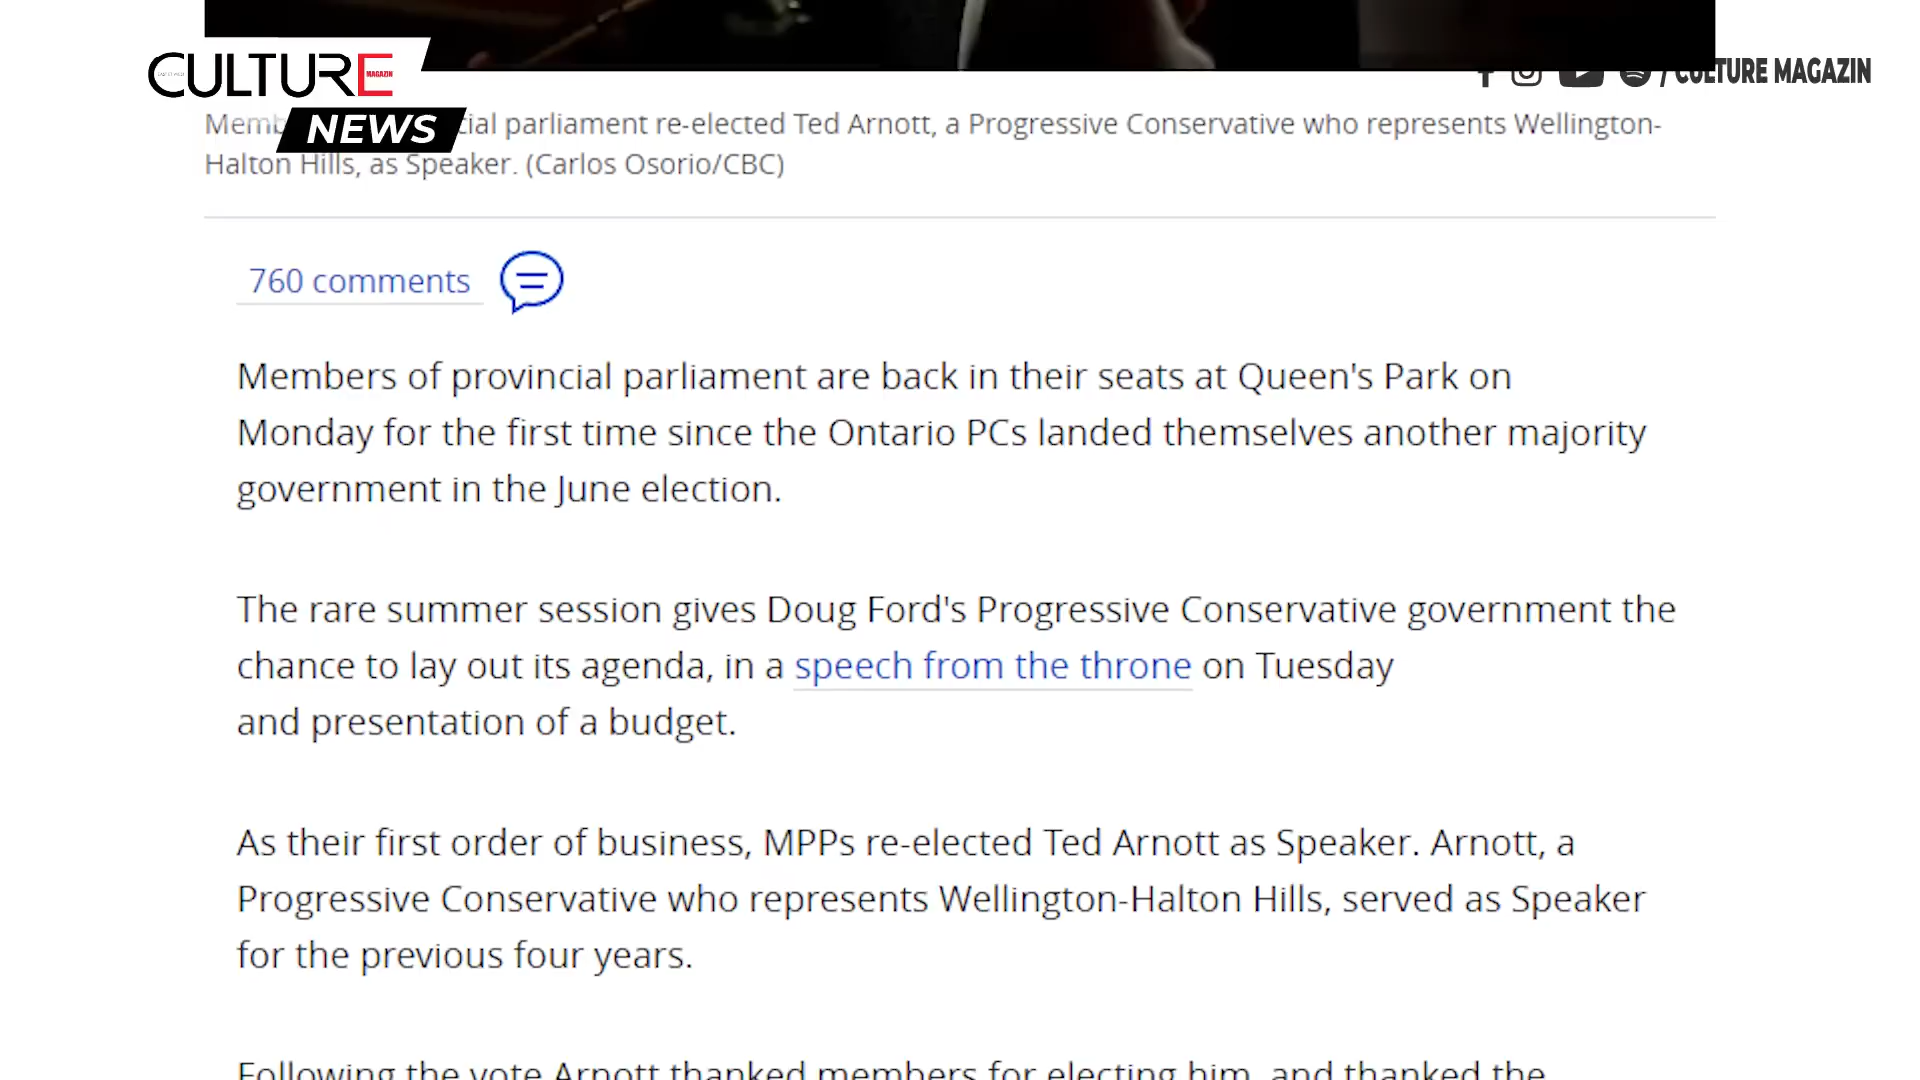 CULTURE
MAGAZIN
NEWS
/ CULTURE MAGAZIN
parliament re-elected Ted Arnott, a Progressive Conservative who represents Wellington-
Halton Hills, as Speaker. (Carlos Osorio/CBC)
760 comments
Members of provincial parliament are back in their seats at Queen's Park on
Monday for the first time since the Ontario PCs landed themselves another majority
government in the June election.
The rare summer session gives Doug Ford's Progressive Conservative government the
chance to lay out its agenda, in a speech from the throne on Tuesday
and presentation of a budget.
As their first order of business, MPPs re-elected Ted Arnott as Speaker. Arnott, a
Progressive Conservative who represents Wellington-Halton Hills, served as Speaker
for the previous four years.
Following the vote Arnott thanked members for electing him, and thanked the